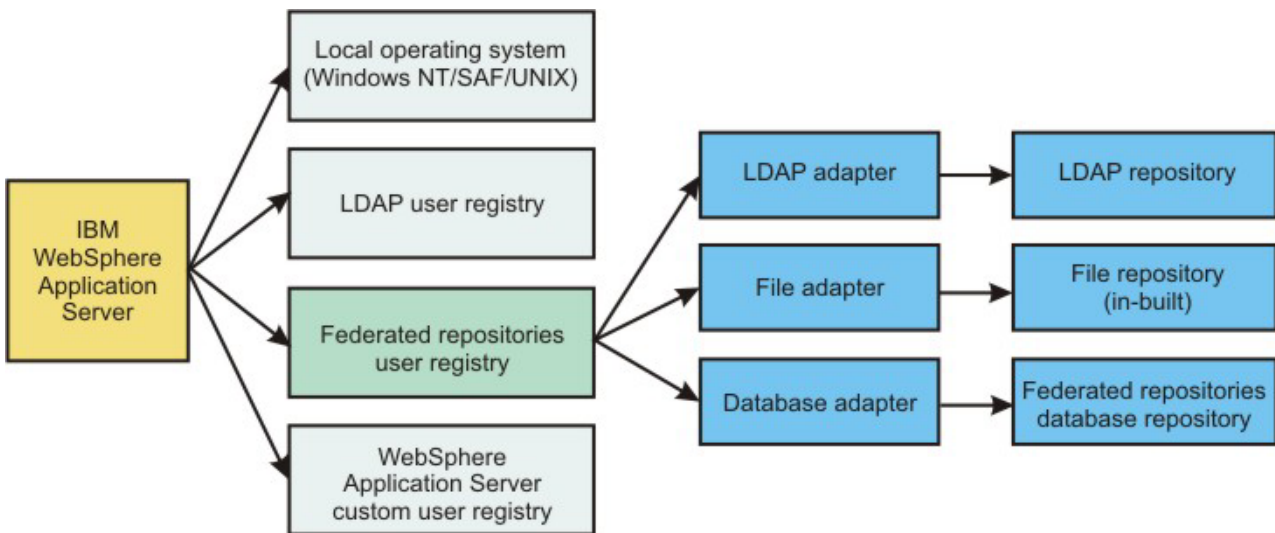 IBM
WebSphere
Application
Server
Local operating system
(Windows NT/SAF/UNIX)
LDAP user registry
Federated repositories
user registry
WebSphere
Application Server
custom user registry
LDAP adapter
File adapter
Database adapter
LDAP repository
File repository
(in-built)
Federated repositories
database repository